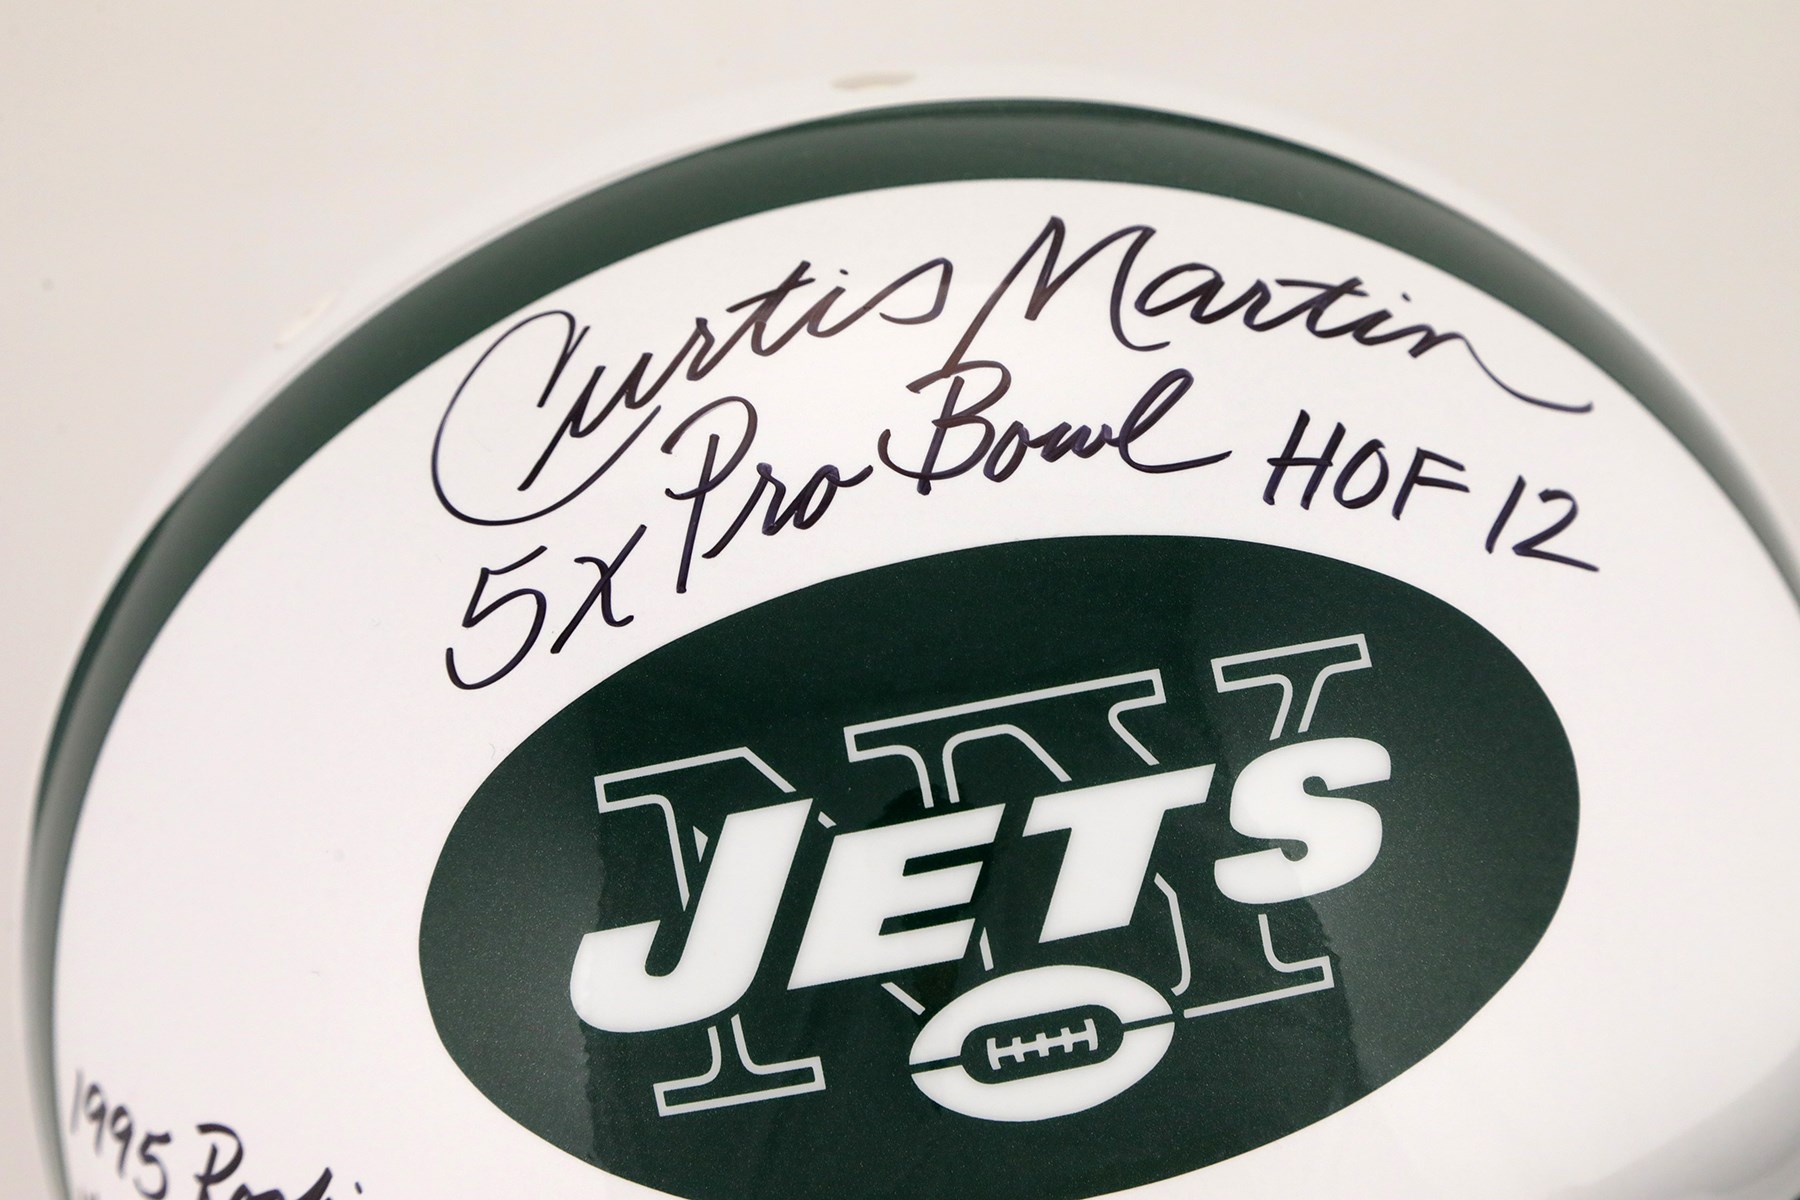 Curtis Martin
5x Pro Bowl HOF 12
NY
JETS
1995